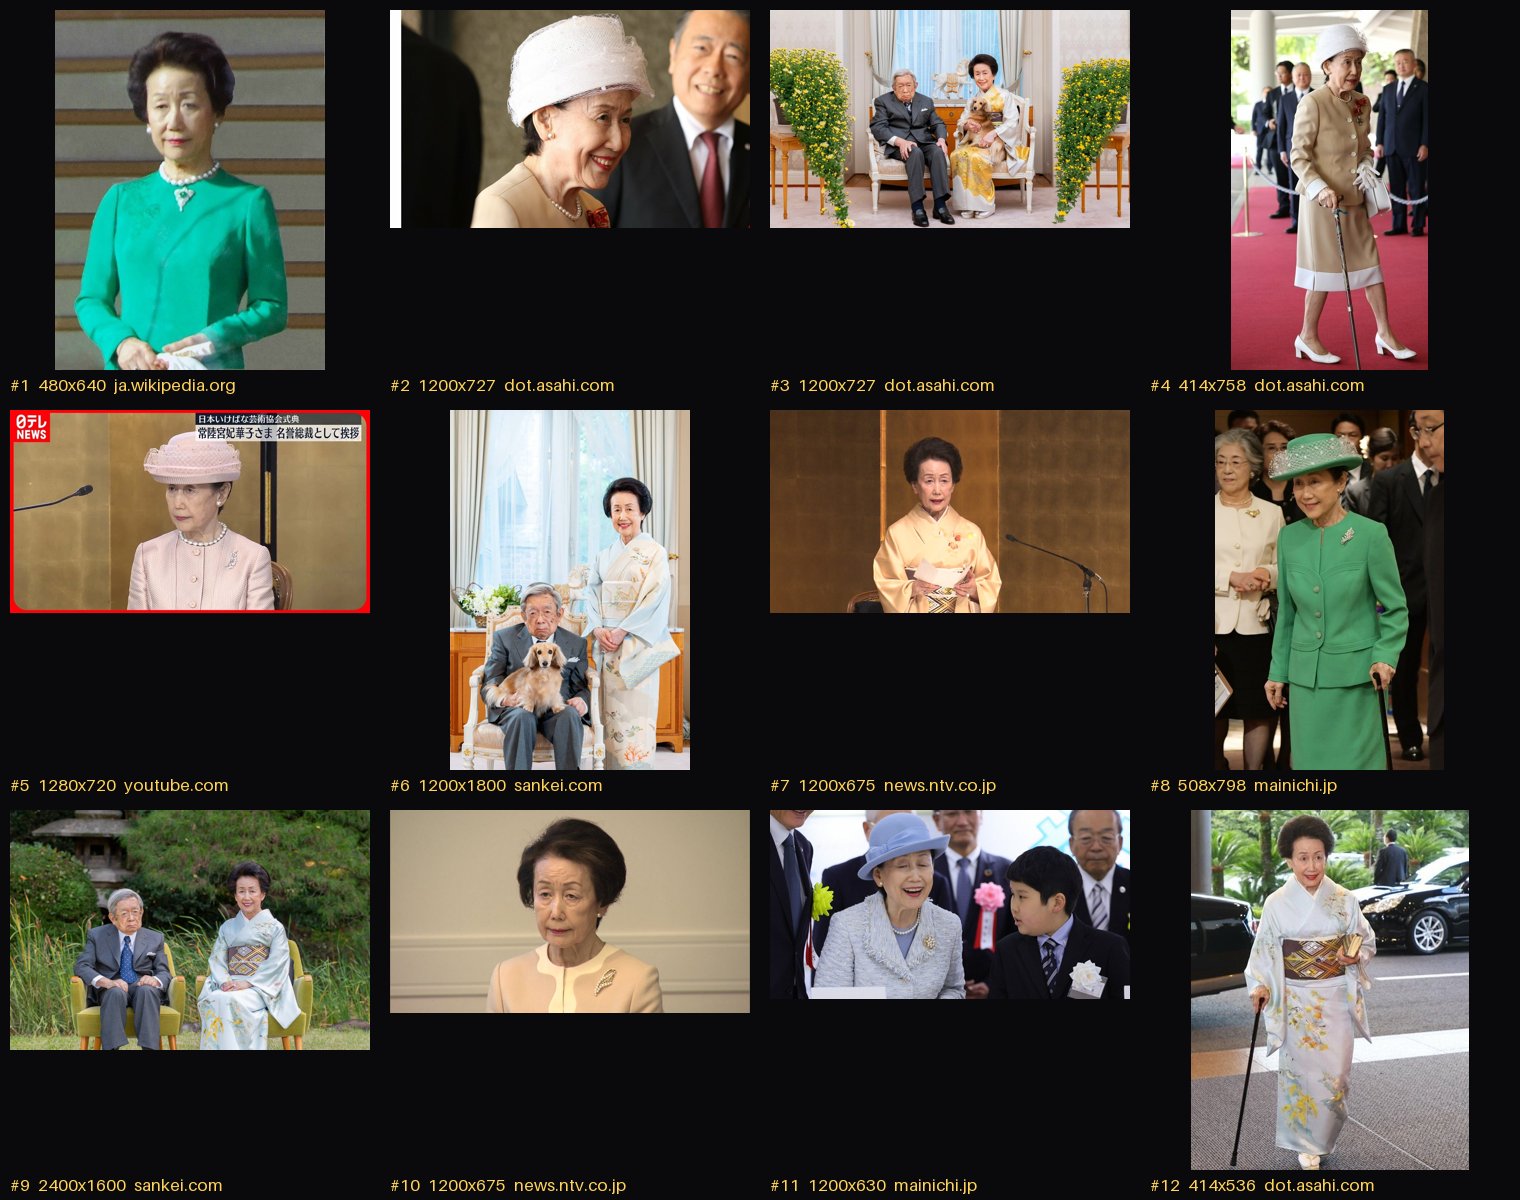 #1 480x640 ja.wikipedia.org
#2 1200x727 dot.asahi.com
#3 1200x727 dot.asahi.com
#4 414x758 dot.asahi.com
日テレ
NEWS
日本いけばな芸術協会式典
常陸宮妃華子さま 名誉総裁として挨拶
#5 1280x720 youtube.com
#6 1200x1800 sankei.com
#7 1200x675 news.ntv.co.jp
#8 508x798 mainichi.jp
#9 2400x1600 sankei.com
#10 1200x675 news.ntv.co.jp
#11 1200x630 mainichi.jp
#12 414x536 dot.asahi.com